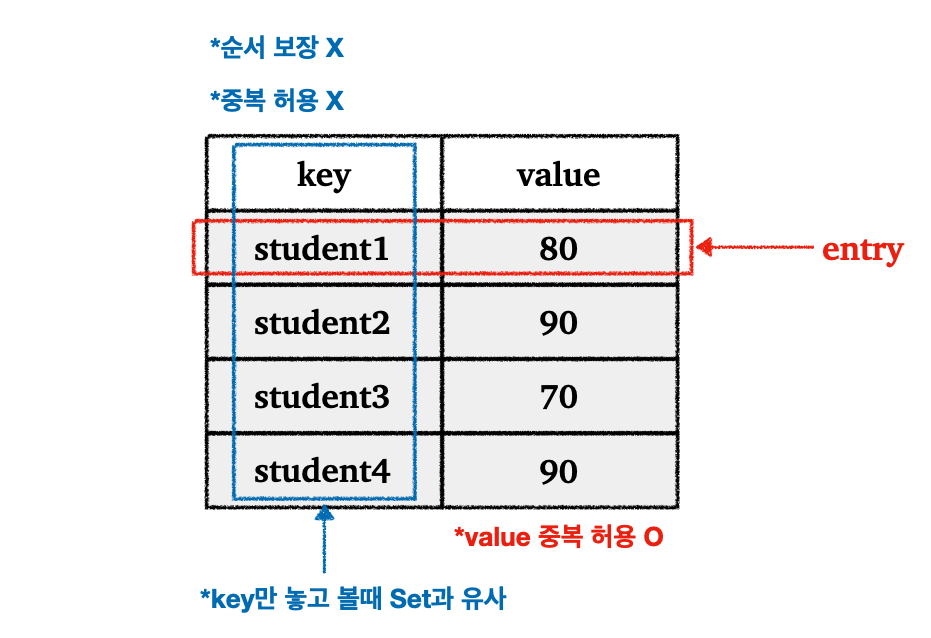 *순서 보장 X
*중복 허용 X
key value
student1 80 entry
student2 90
student3 70
student4 90
*value 중복 허용 O
*key만 놓고 볼때 Set과 유사